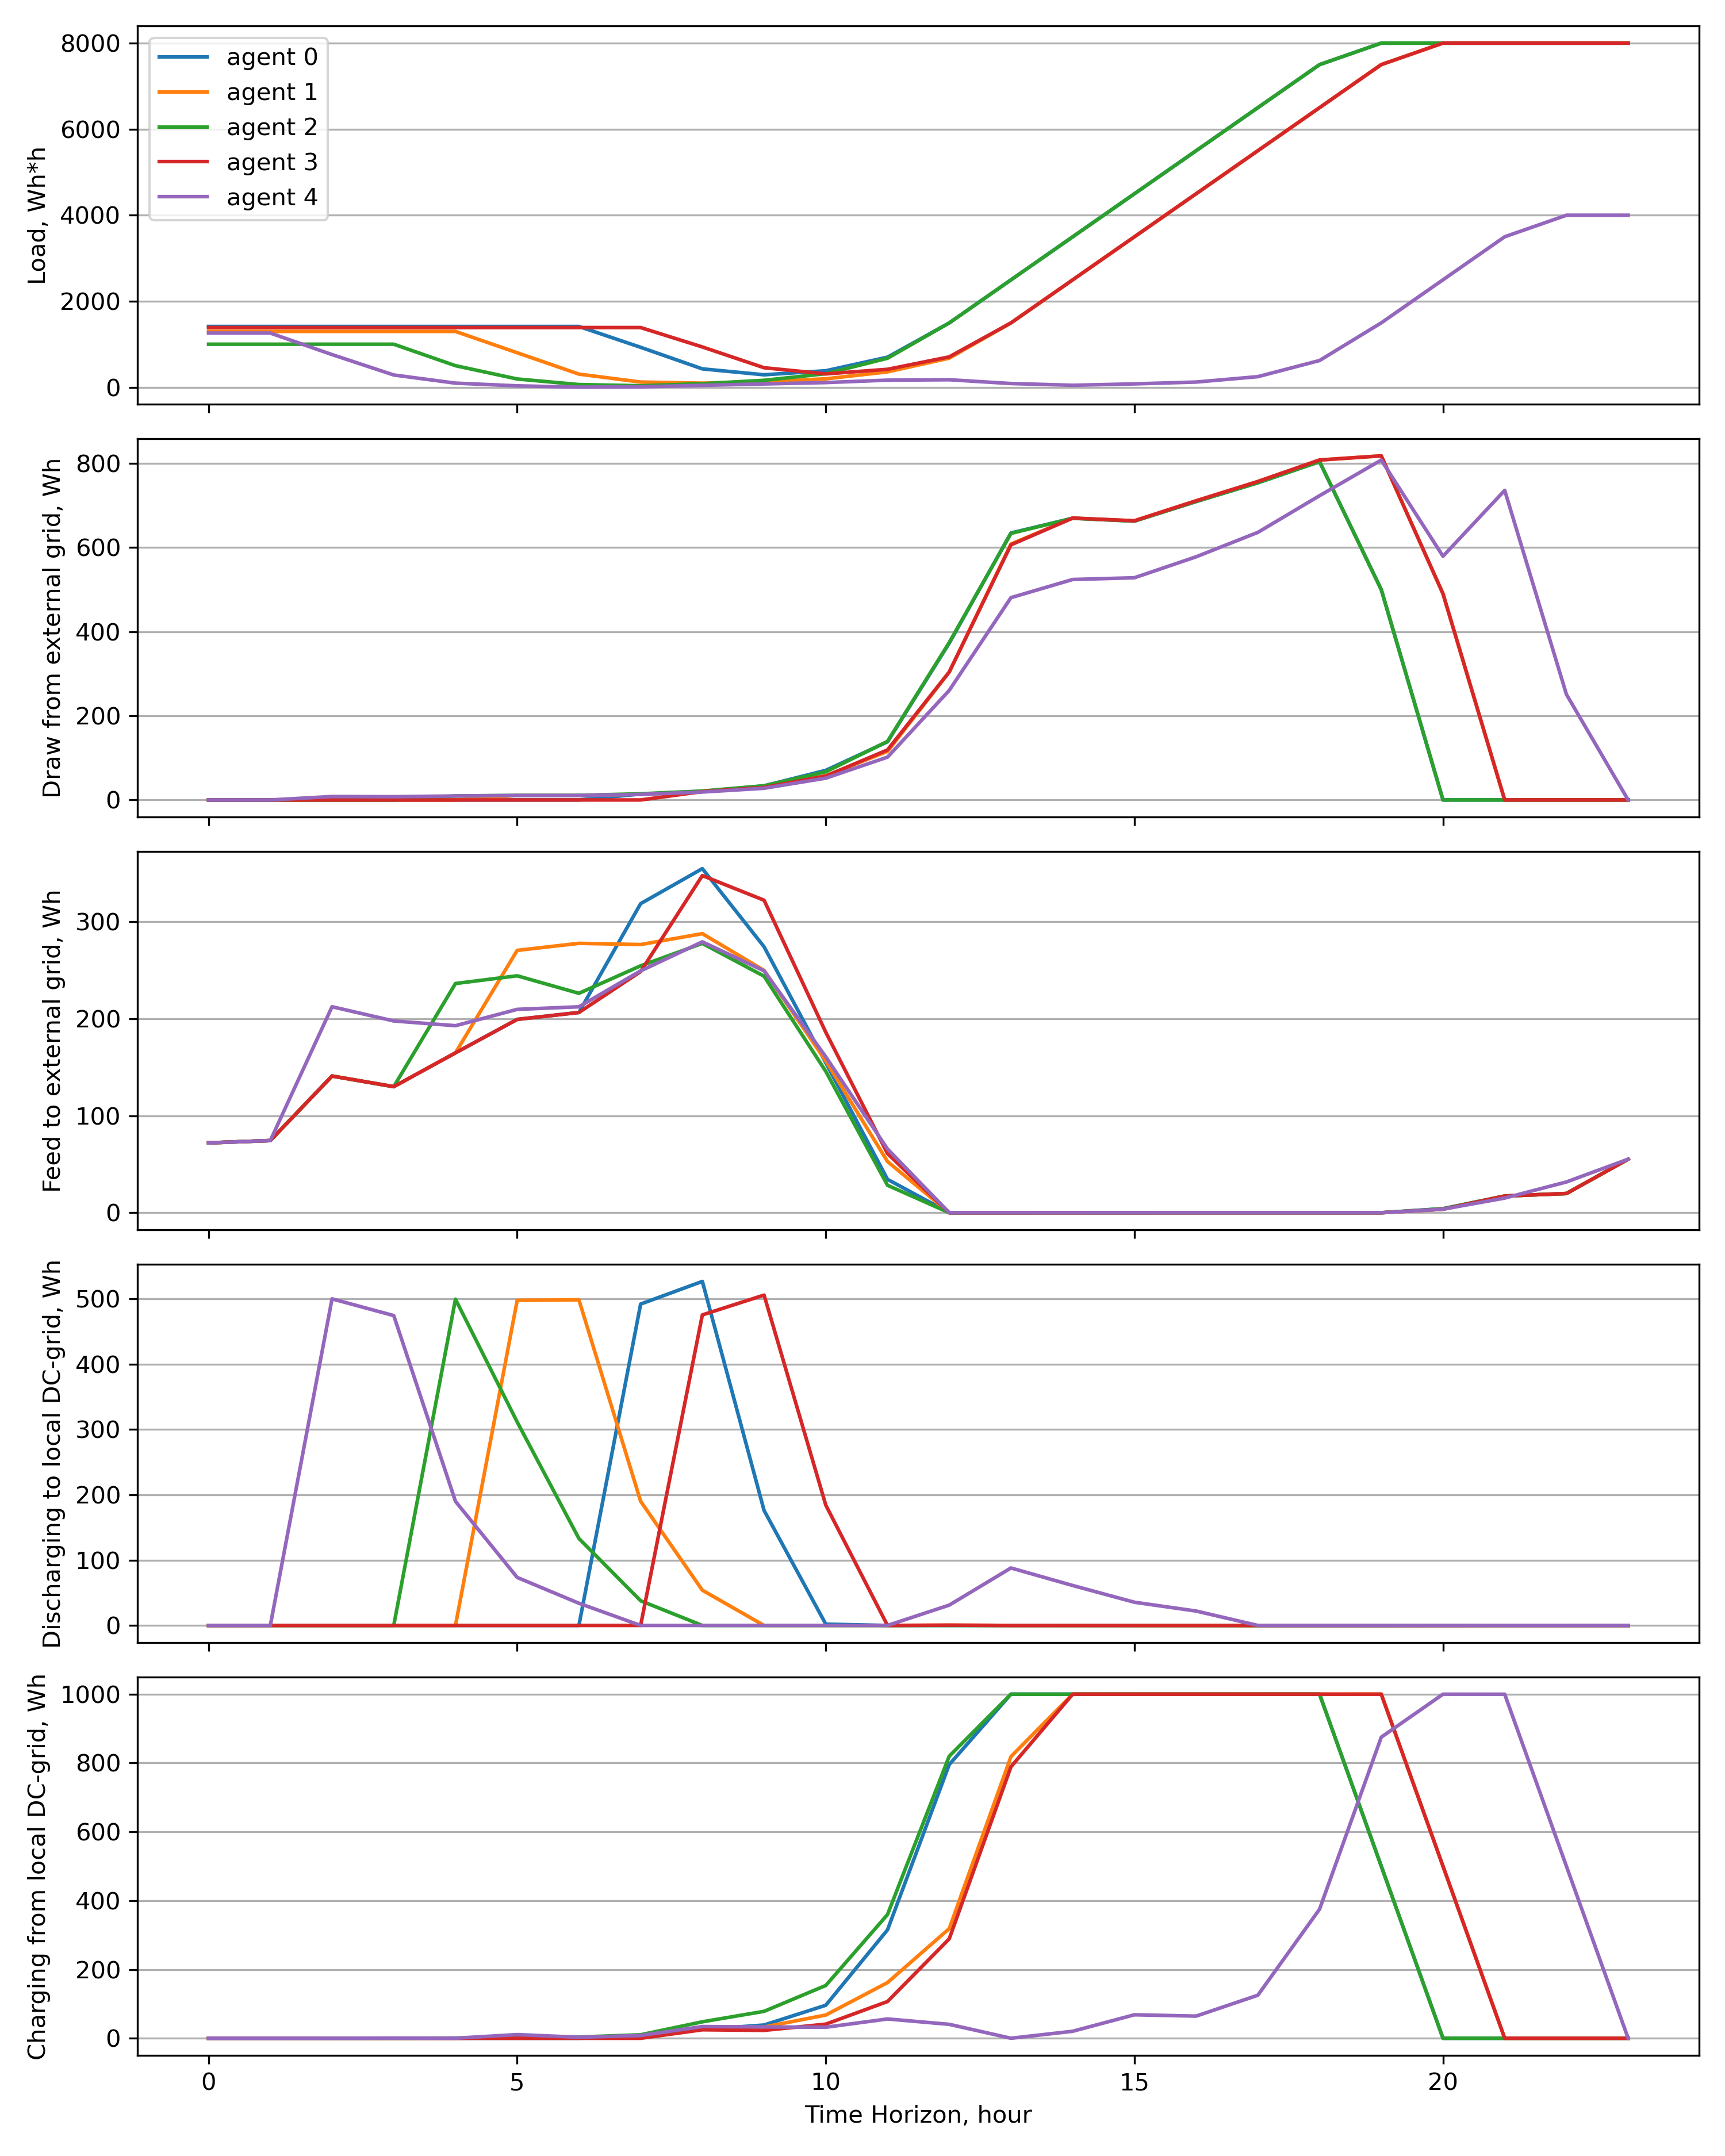 Load, Wh*h
8000
6000
4000
2000
0
agent 0
agent 1
agent 2
agent 3
agent 4
Draw from external grid, Wh
800
600
400
200
0
Feed to external grid, Wh
300
200
100
0
Discharging to local DC-grid, Wh
500
400
300
200
100
0
Charging from local DC-grid, Wh
1000
800
600
400
200
0
0 5 10 15 20
Time Horizon, hour